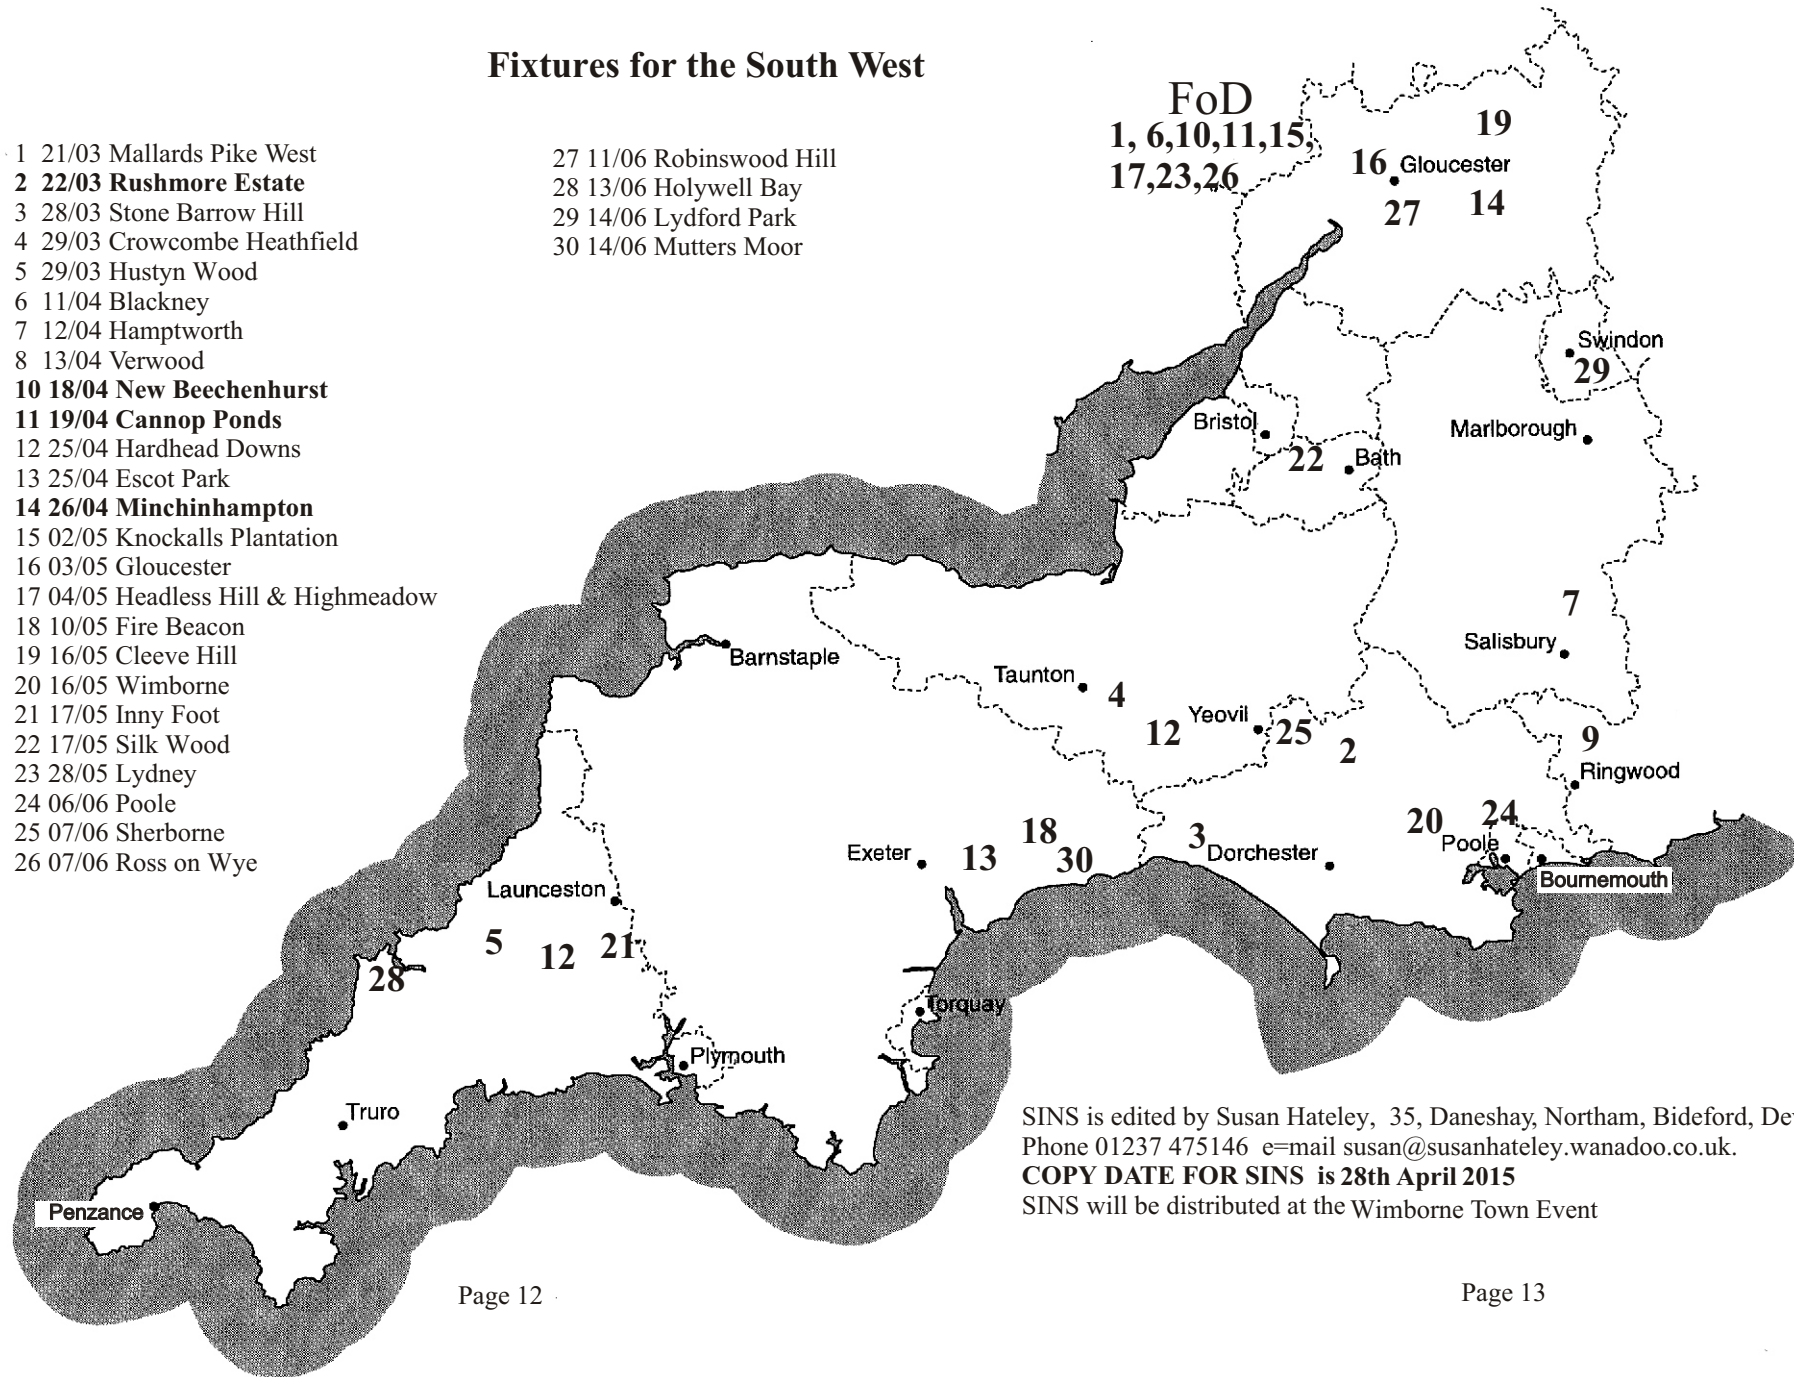 Fixtures for the South West
1 21/03 Mallards Pike West
2 22/03 Rushmore Estate
3 28/03 Stone Barrow Hill
4 29/03 Crowcombe Heathfield
5 29/03 Hustyn Wood
6 11/04 Blackney
7 12/04 Hamptworth
8 13/04 Verwood
10 18/04 New Beechenhurst
11 19/04 Cannop Ponds
12 25/04 Hardhead Downs
13 25/04 Escot Park
14 26/04 Minchinhampton
15 02/05 Knockalls Plantation
16 03/05 Gloucester
17 04/05 Headless Hill & Highmeadow
18 10/05 Fire Beacon
19 16/05 Cleeve Hill
20 16/05 Wimborne
21 17/05 Inny Foot
22 17/05 Silk Wood
23 28/05 Lydney
24 06/06 Poole
25 07/06 Sherborne
26 07/06 Ross on Wye
27 11/06 Robinswood Hill
28 13/06 Holywell Bay
29 14/06 Lydford Park
30 14/06 Mutters Moor
FoD
1, 6,10,11,15,
17,23,26
19
16
Gloucester
27
14
Swindon
29
Bristol
Marlborough
22
Bath
7
Salisbury
Barnstaple
Taunton
4
12
Yeovil
25
2
9
Ringwood
Exeter
13
18
30
3
Dorchester
20
24
Poole
Bournemouth
Launceston
5
12
21
28
Torquay
Plymouth
Truro
Penzance
SINS is edited by Susan Hateley, 35, Daneshay, Northam, Bideford, De
Phone 01237 475146 e=mail susan@susanhateley.wanadoo.co.uk.
COPY DATE FOR SINS is 28th April 2015
SINS will be distributed at the Wimborne Town Event
Page 12
Page 13